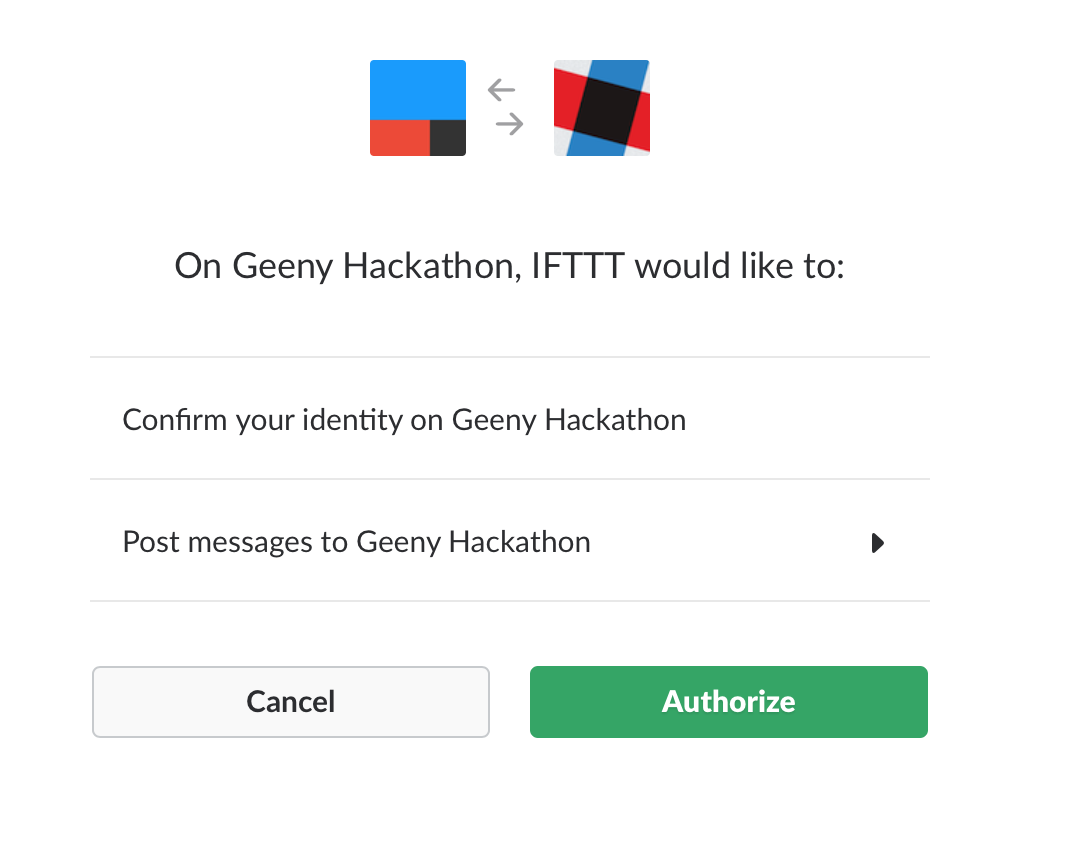 On Geeny Hackathon, IFTTT would like to:
Confirm your identity on Geeny Hackathon
Post messages to Geeny Hackathon
Cancel
Authorize